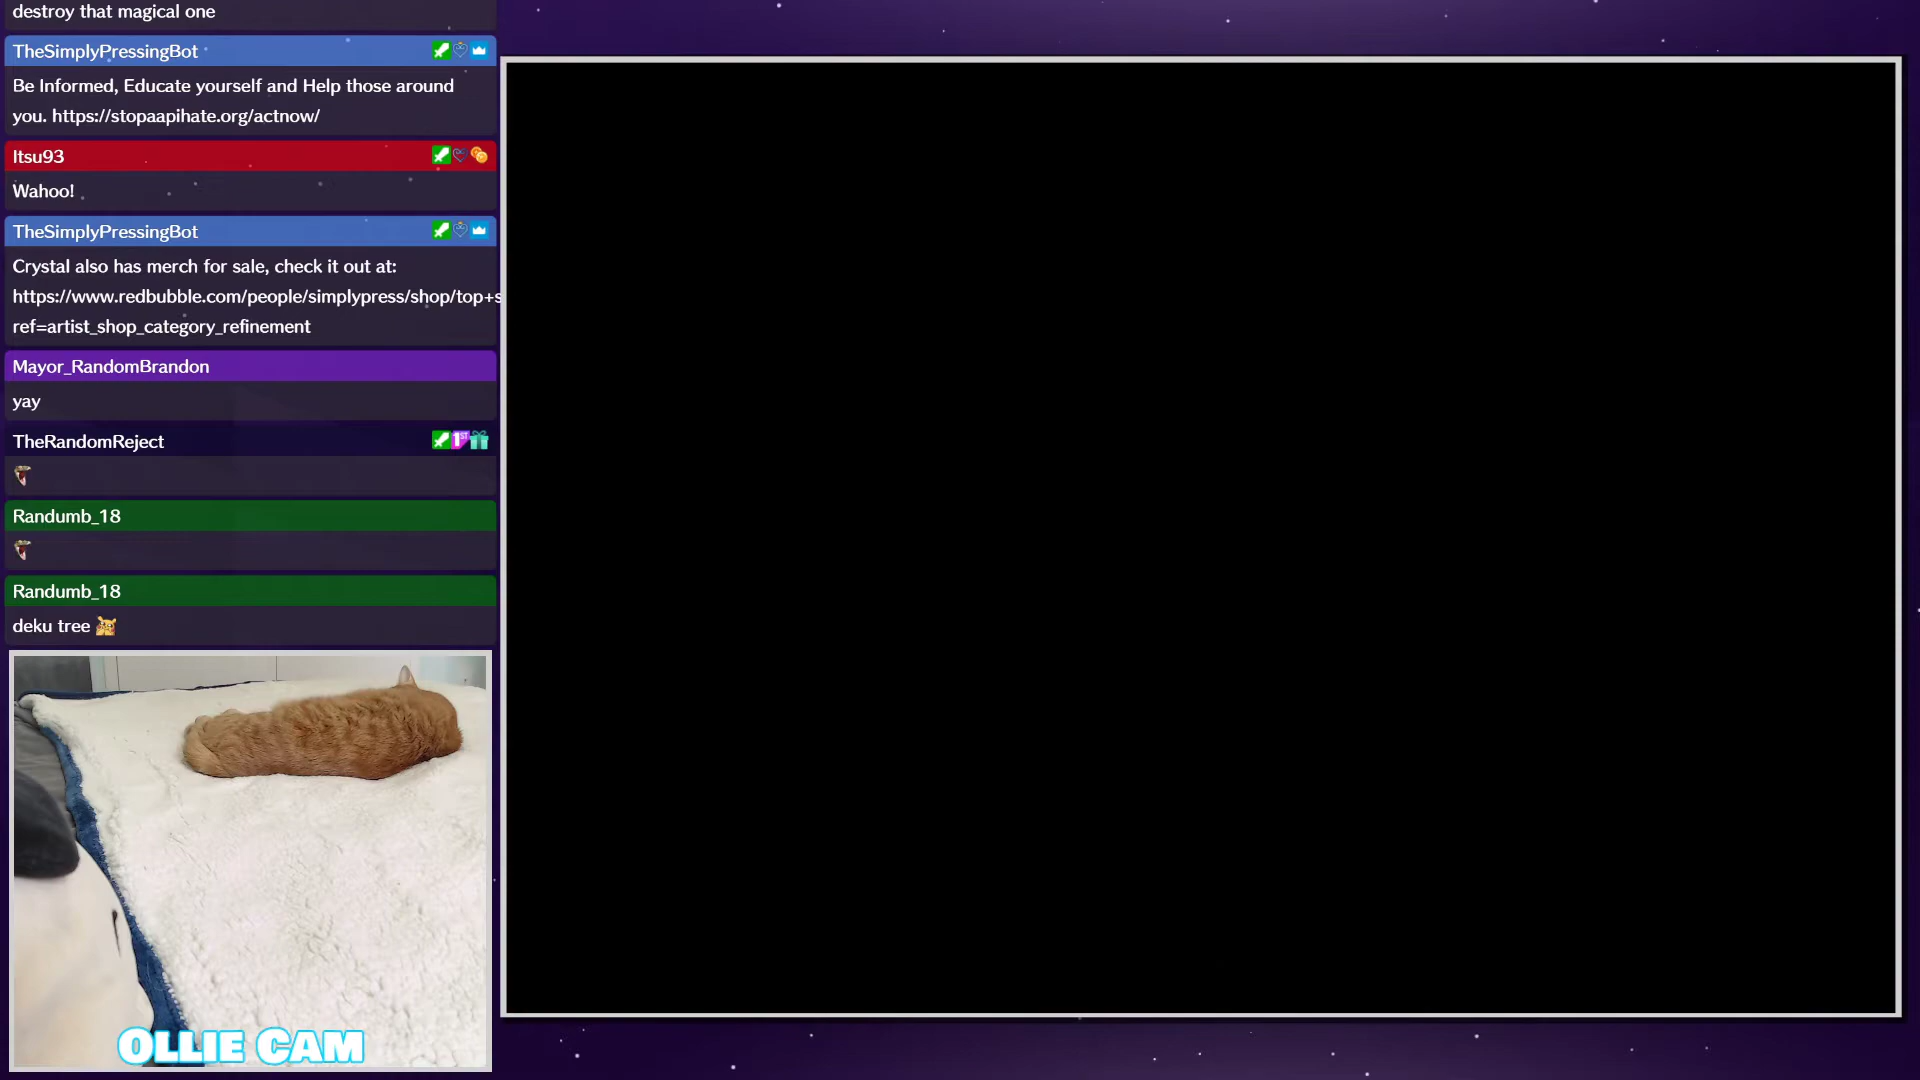 destroy that magical one
TheSimplyPressingBot
Be Informed, Educate yourself and Help those around
you. https://stopaapihate.org/actnow/
Itsu93
Wahoo!
TheSimplyPressingBot
Crystal also has merch for sale, check it out at:
https://www.redbubble.com/people/simplypress/shop/top+s
ref=artist_shop_category_refinement
Mayor_RandomBrandon
yay
TheRandomReject
1ST
Randumb_18
Randumb_18
deku tree
OLLIE CAM